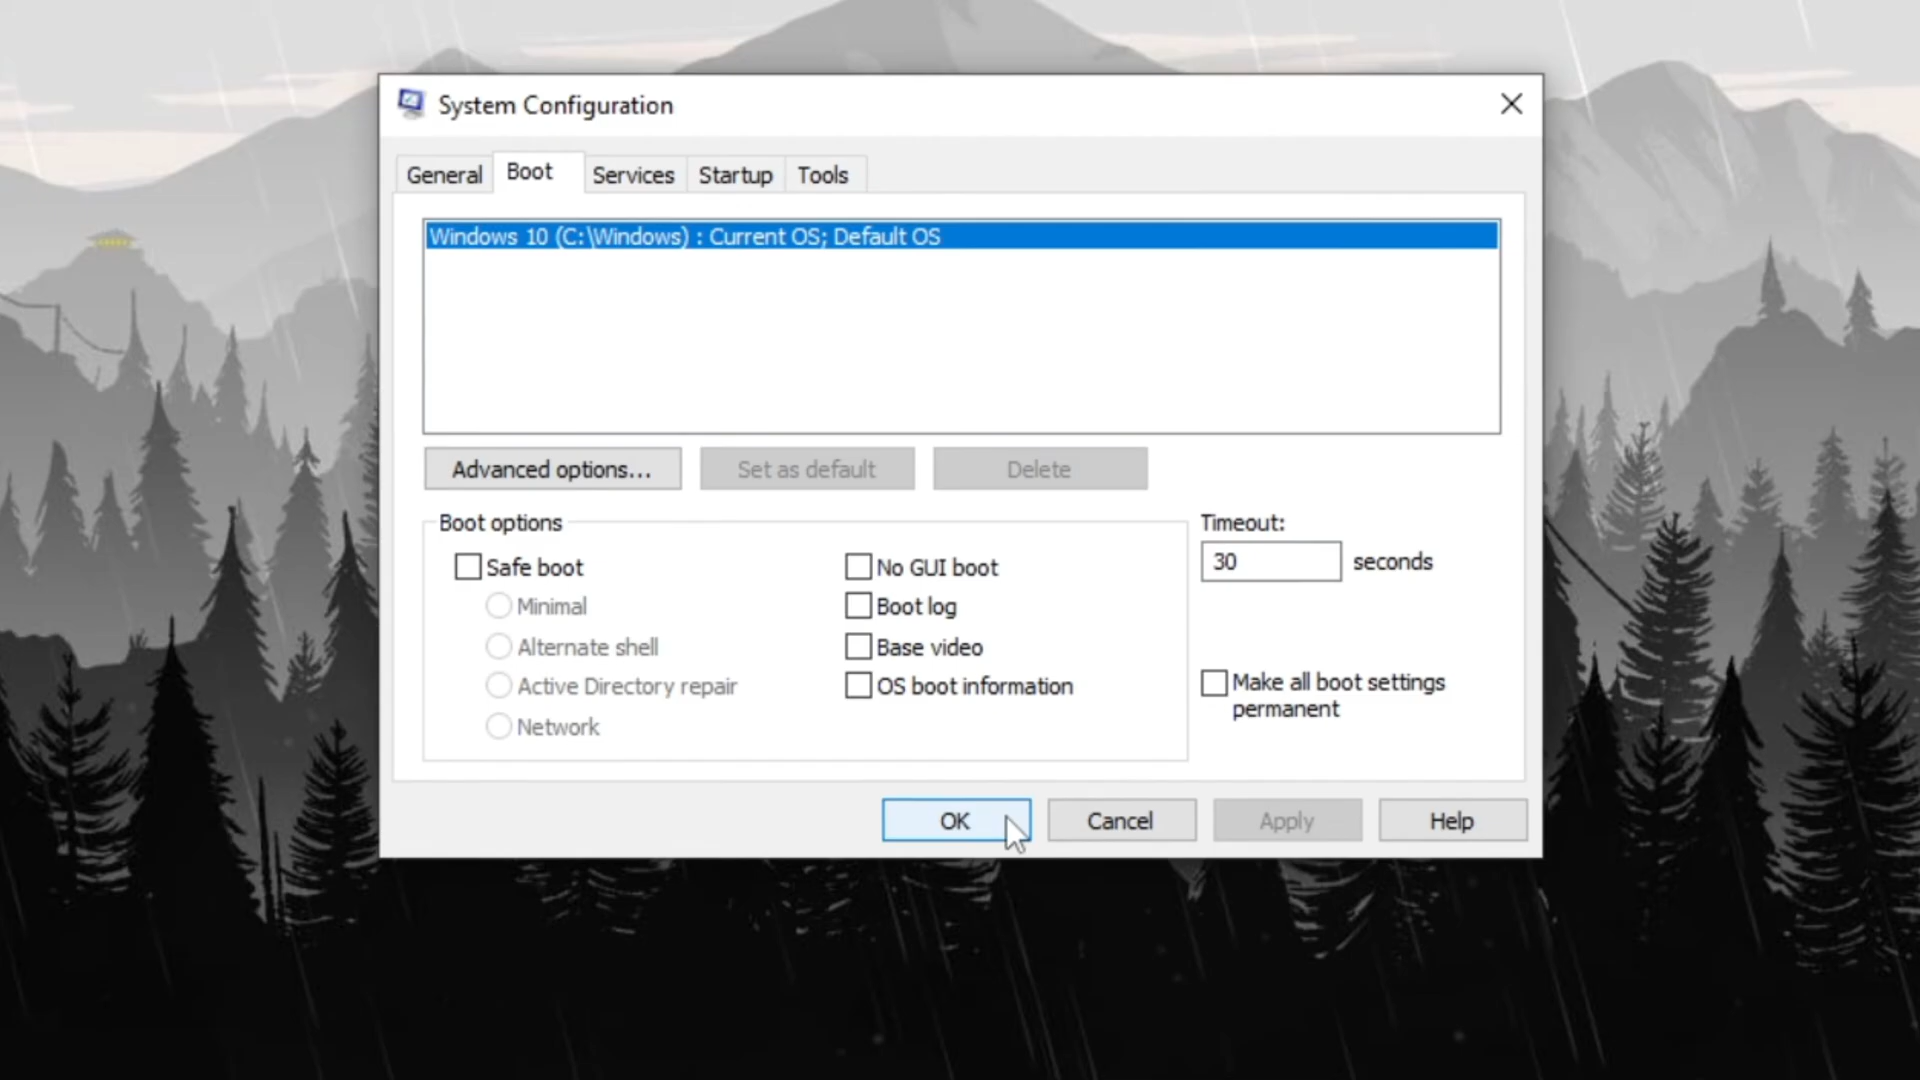 System Configuration
General
Boot
Services
Startup
Tools
Windows 10 (C:\Windows) : Current OS; Default OS
Advanced options...
Set as default
Delete
Boot options
Timeout:
Safe boot
No GUI boot
30
seconds
Minimal
Boot log
Alternate shell
Base video
Active Directory repair
OS boot information
Make all boot settings
permanent
Network
OK
Cancel
Apply
Help